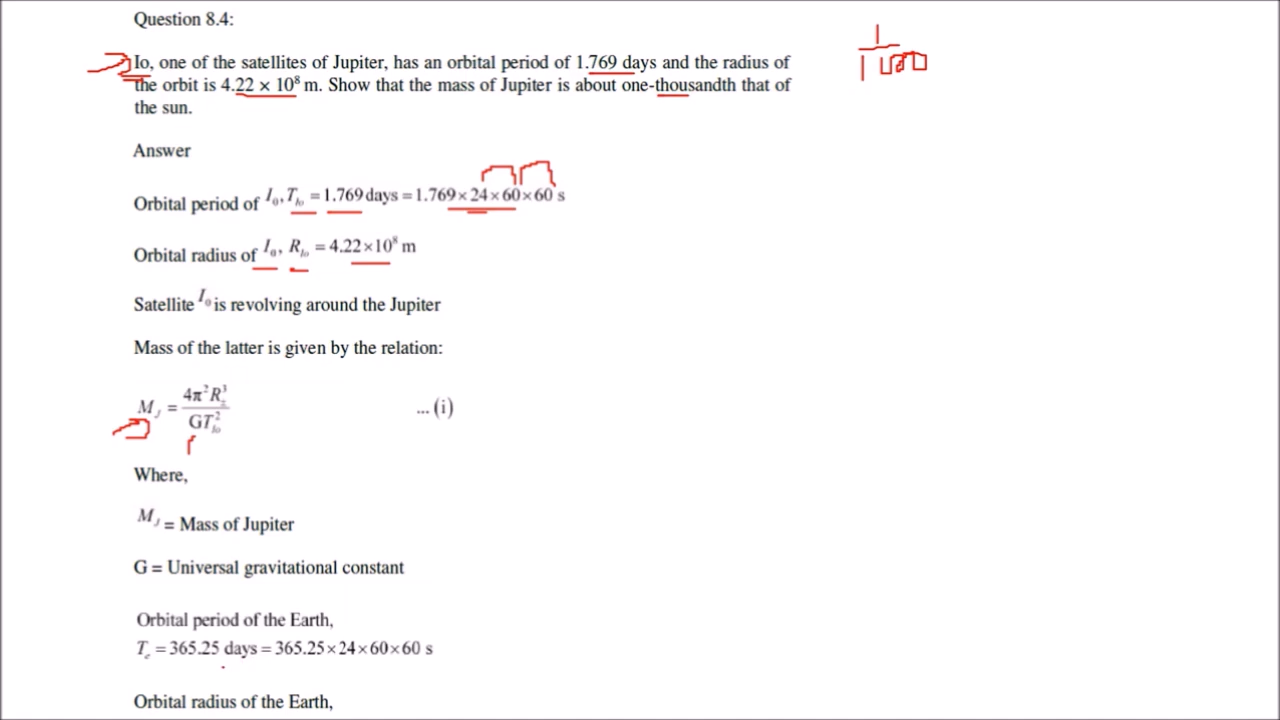 Question 8.4:
Io, one of the satellites of Jupiter, has an orbital period of 1.769 days and the radius of
the orbit is 4.22 × 10⁸ m. Show that the mass of Jupiter is about one-thousandth that of
the sun.
1/1000
Answer
Orbital period of I₀, T_Io = 1.769 days = 1.769 × 24 × 60 × 60 s
Orbital radius of I₀, R_Io = 4.22 × 10⁸ m
Satellite I₀ is revolving around the Jupiter
Mass of the latter is given by the relation:
M_J = 4π²R³_Io / GT²_Io ... (i)
Where,
M_J = Mass of Jupiter
G = Universal gravitational constant
Orbital period of the Earth,
T_e = 365.25 days = 365.25 × 24 × 60 × 60 s
Orbital radius of the Earth,